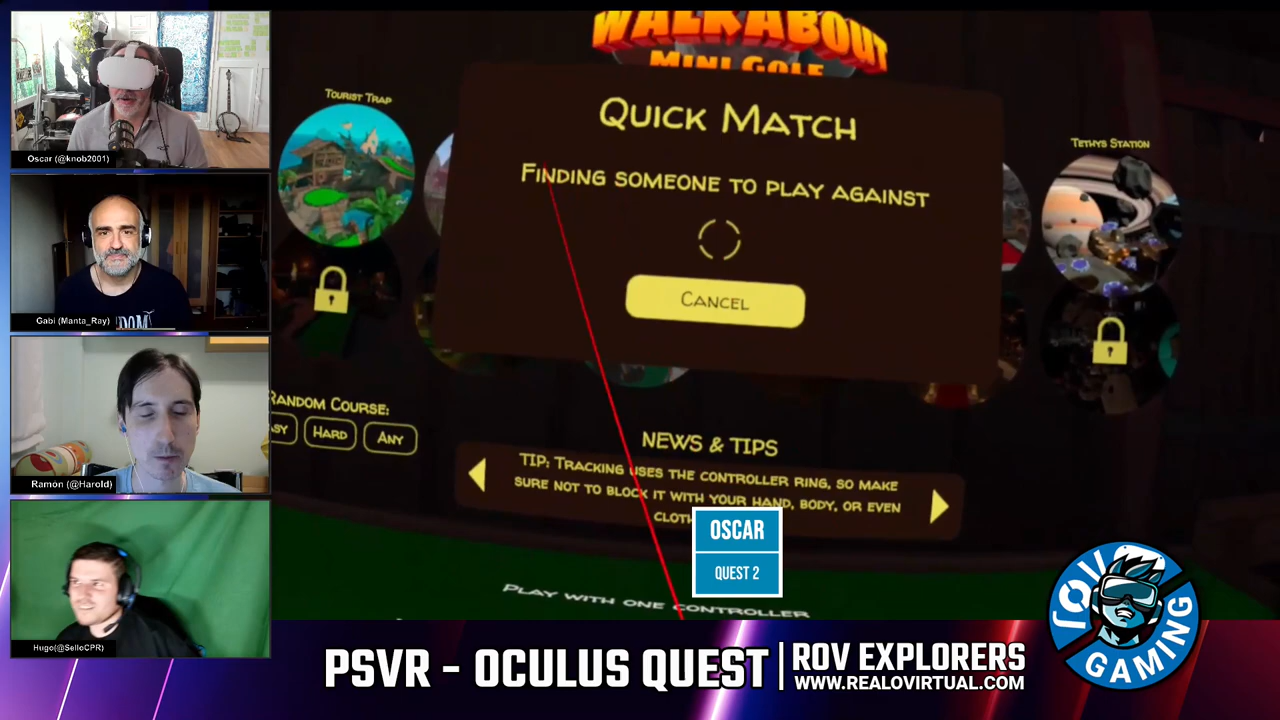 Oscar (@knob2001)
Gabi (Manta_Ray)
Ramón (@Harold)
Hugo(@SelloCPR)
WALKABOUT
MINI GOLF
Tourist Trap
Tethys Station
Quick Match
Finding someone to play against
Cancel
Random Course:
Hard
Any
NEWS & TIPS
TIP: Tracking uses the controller ring, so make
sure not to block it with your hand, body, or even
Play with one controller
OSCAR
QUEST 2
ROV
GAMING
PSVR - OCULUS QUEST
ROV EXPLORERS
WWW.REALOVIRTUAL.COM